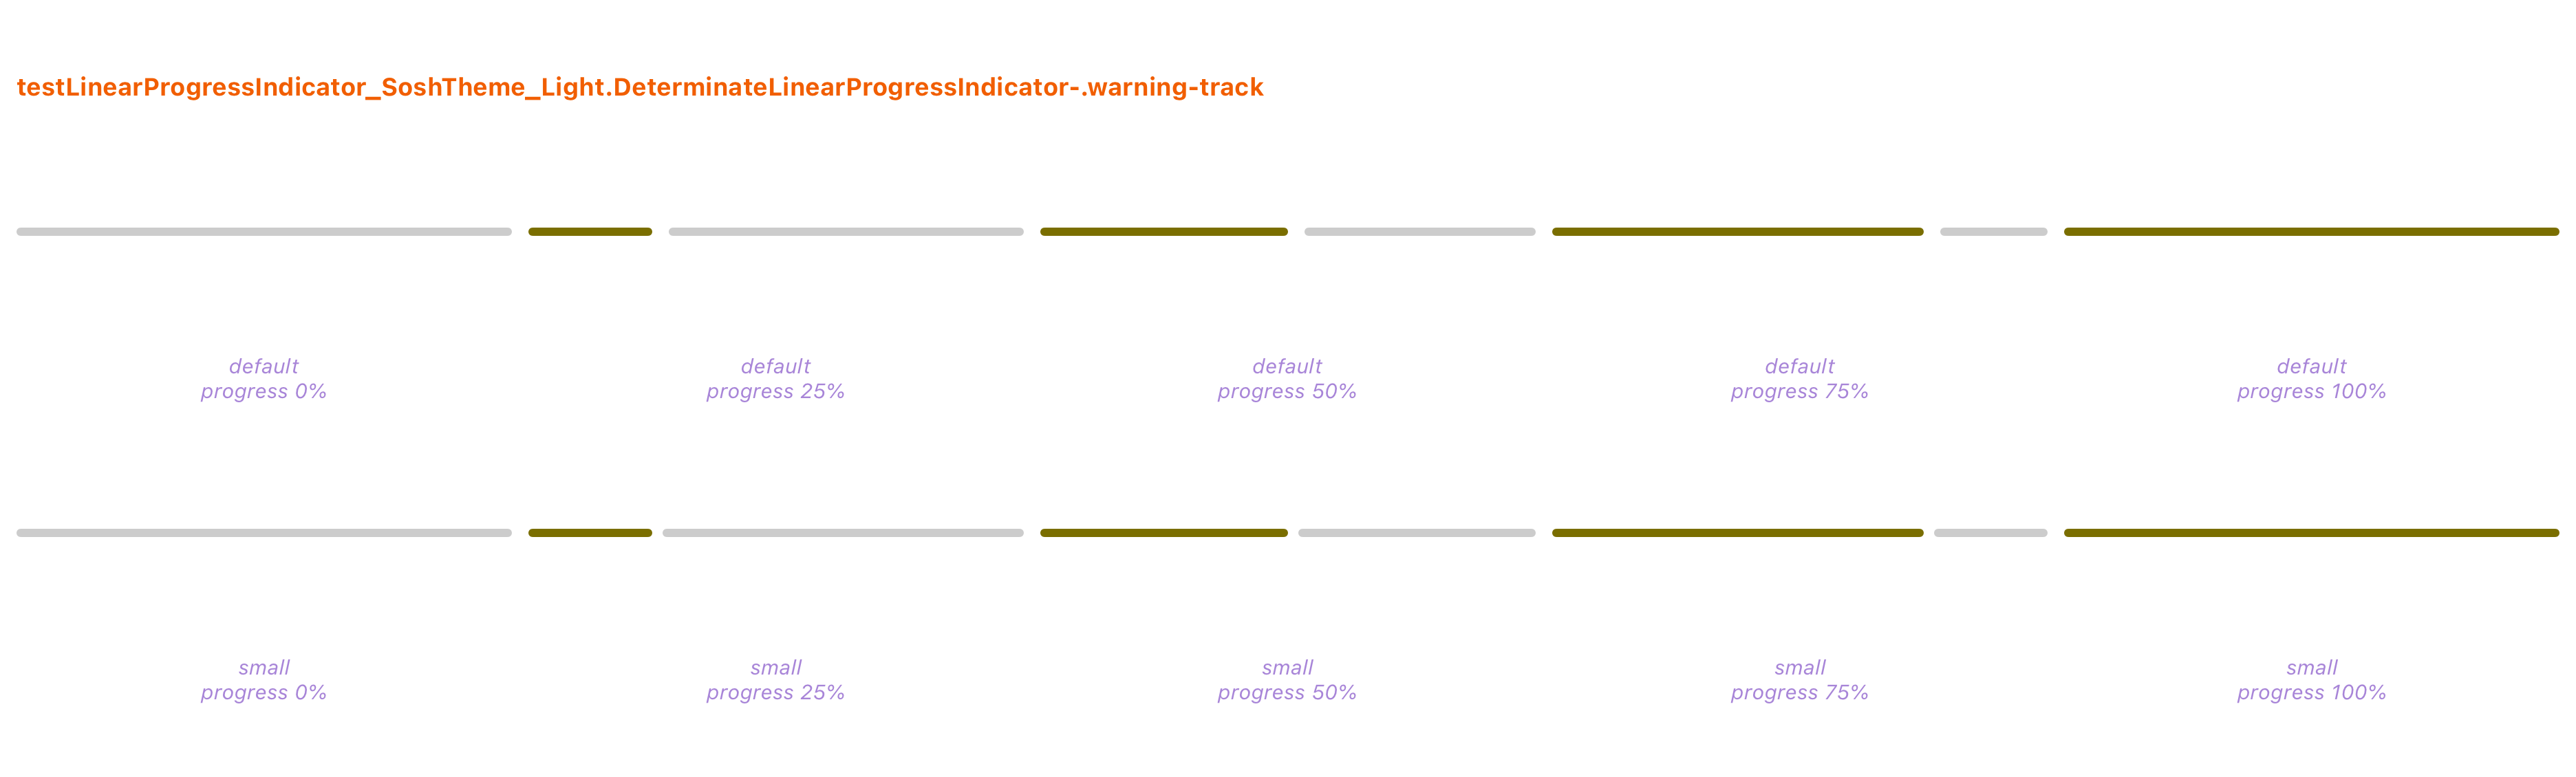 testLinearProgressIndicator_SoshTheme_Light.DeterminateLinearProgressIndicator-.warning-track
default
progress 0%
default
progress 25%
default
progress 50%
default
progress 75%
default
progress 100%
small
progress 0%
small
progress 25%
small
progress 50%
small
progress 75%
small
progress 100%